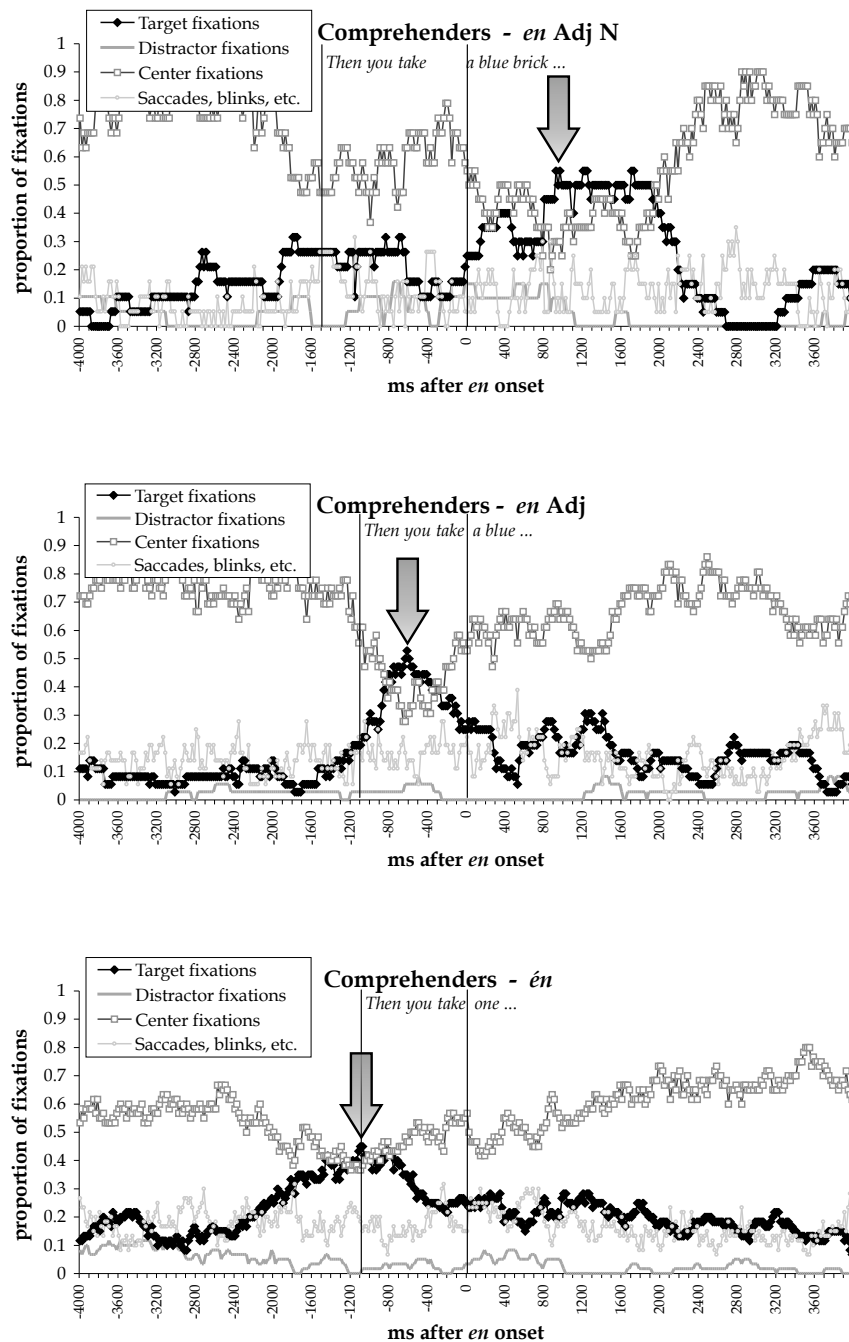 Comprehenders - en Adj N
Target fixations
Distractor fixations
Center fixations
Saccades, blinks, etc.
Then you take a blue brick ...
proportion of fixations
1
0.9
0.8
0.7
0.6
0.5
0.4
0.3
0.2
0.1
0
-4000 -3600 -3200 -2800 -2400 -2000 -1600 -1200 -800 -400 0 400 800 1200 1600 2000 2400 2800 3200 3600
ms after en onset
Comprehenders - en Adj
Target fixations
Distractor fixations
Center fixations
Saccades, blinks, etc.
Then you take a blue ...
proportion of fixations
1
0.9
0.8
0.7
0.6
0.5
0.4
0.3
0.2
0.1
0
-4000 -3600 -3200 -2800 -2400 -2000 -1600 -1200 -800 -400 0 400 800 1200 1600 2000 2400 2800 3200 3600
ms after en onset
Comprehenders - én
Target fixations
Distractor fixations
Center fixations
Saccades, blinks, etc.
Then you take one ...
proportion of fixations
1
0.9
0.8
0.7
0.6
0.5
0.4
0.3
0.2
0.1
0
-4000 -3600 -3200 -2800 -2400 -2000 -1600 -1200 -800 -400 0 400 800 1200 1600 2000 2400 2800 3200 3600
ms after en onset